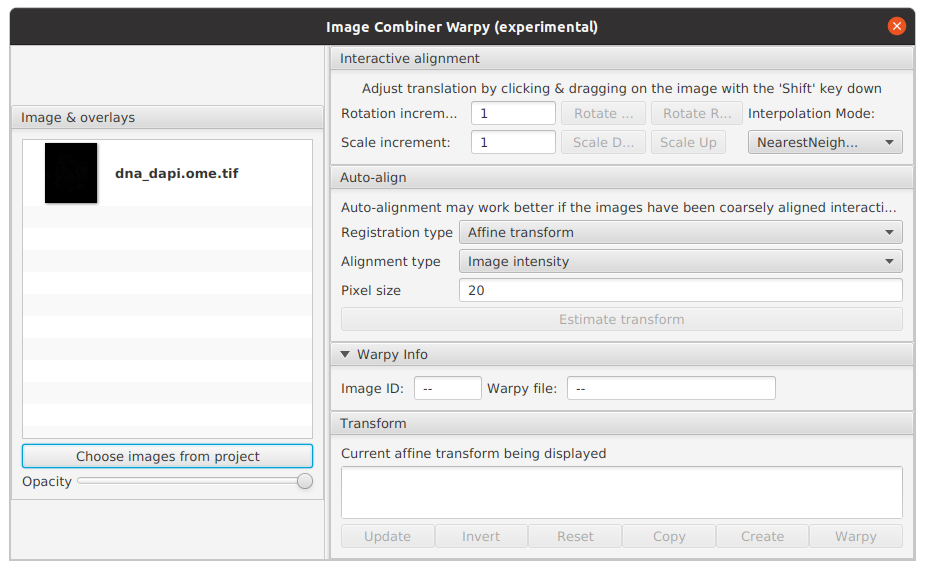 Image Combiner Warpy (experimental)
Image & overlays
dna_dapi.ome.tif
Choose images from project
Opacity
Interactive alignment
Adjust translation by clicking & dragging on the image with the 'Shift' key down
Rotation increm... 1 Rotate ... Rotate R... Interpolation Mode:
Scale increment: 1 Scale D... Scale Up NearestNeigh...
Auto-align
Auto-alignment may work better if the images have been coarsely aligned interacti...
Registration type Affine transform
Alignment type Image intensity
Pixel size 20
Estimate transform
Warpy Info
Image ID: -- Warpy file: --
Transform
Current affine transform being displayed
Update Invert Reset Copy Create Warpy